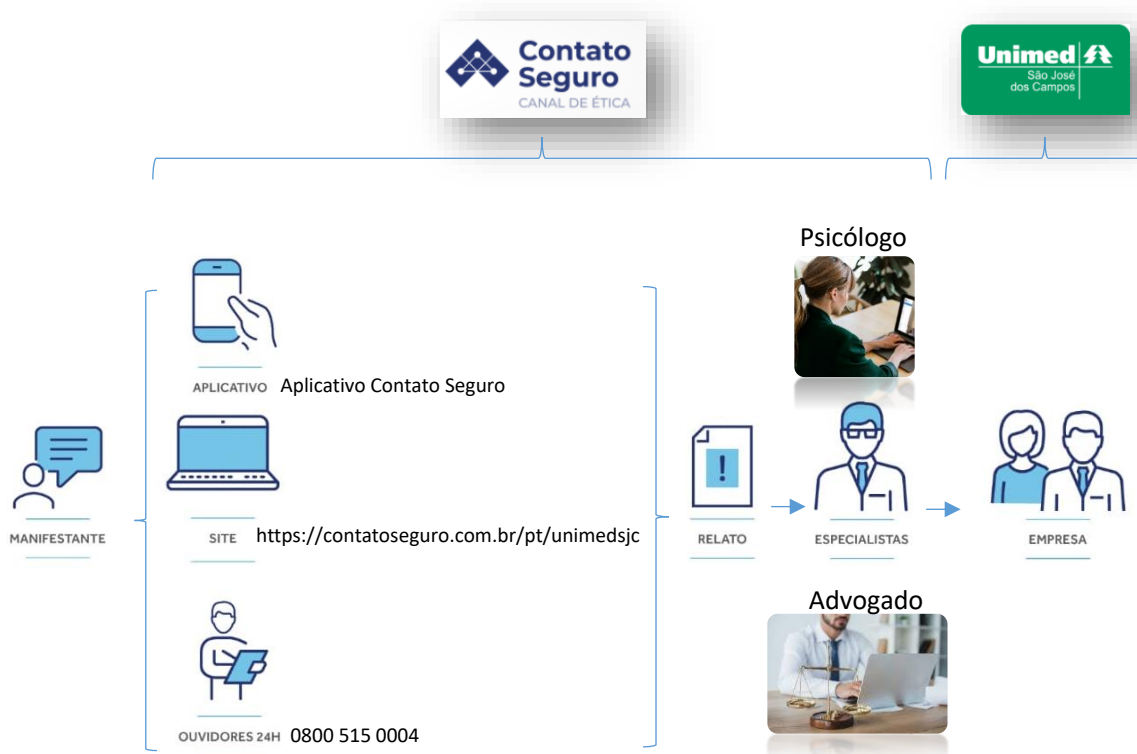 Contato
Seguro
CANAL DE ÉTICA
Unimed
São José
dos Campos
Psicólogo
APLICATIVO Aplicativo Contato Seguro
MANIFESTANTE
SITE https://contatoseguro.com.br/pt/unimedsjc
RELATO
ESPECIALISTAS
EMPRESA
Advogado
OUVIDORES 24H 0800 515 0004